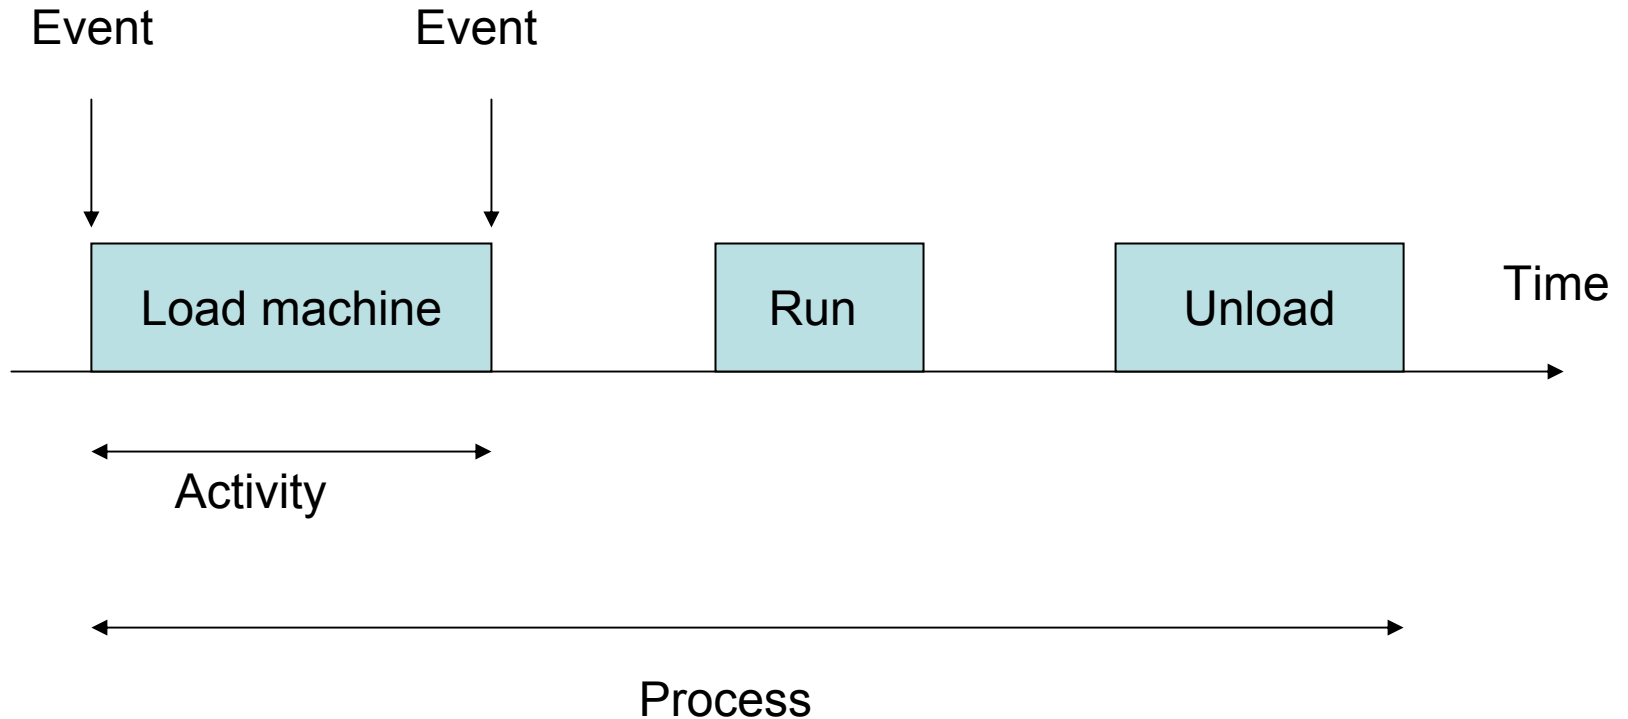 Event
Event
Load machine
Run
Unload
Time
Activity
Process